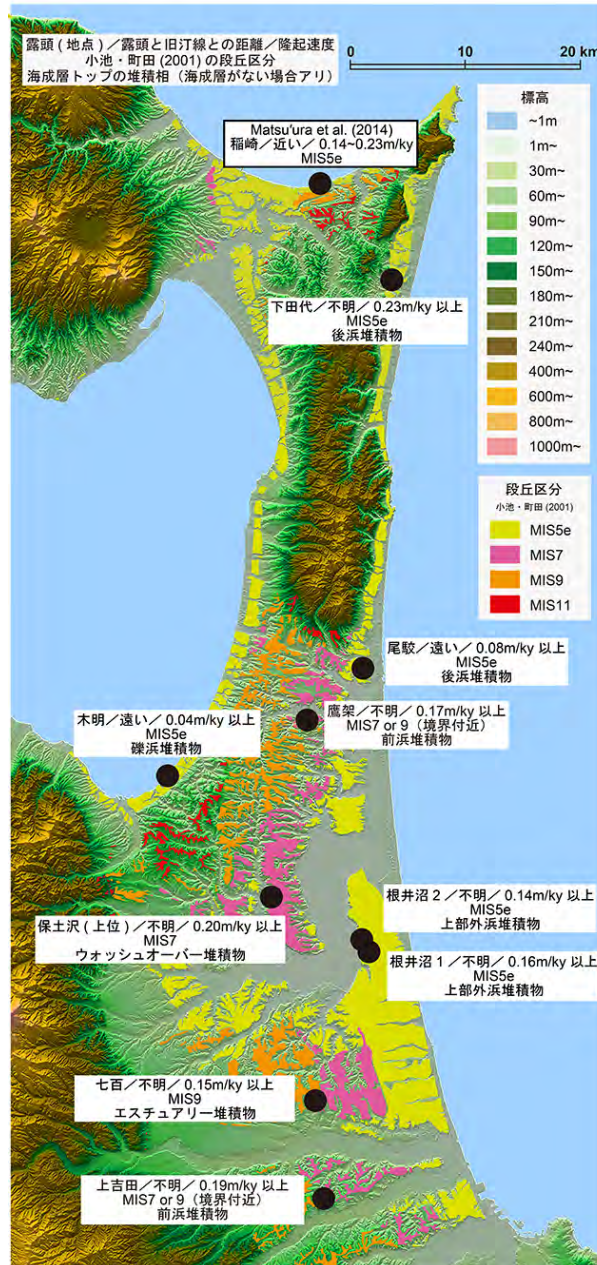 露頭 ( 地点 ) ／露頭と旧汀線との距離／隆起速度
小池・町田 (2001) の段丘区分
海成層トップの堆積相（海成層がない場合アリ）
0 10 20 km
標高
~1m
1m~
30m~
60m~
90m~
120m~
150m~
180m~
210m~
240m~
400m~
600m~
800m~
1000m~
段丘区分
小池・町田 (2001)
MIS5e
MIS7
MIS9
MIS11
Matsu'ura et al. (2014)
稲崎／近い／ 0.14~0.23m/ky
MIS5e
下田代／不明／ 0.23m/ky 以上
MIS5e
後浜堆積物
尾駮／遠い／ 0.08m/ky 以上
MIS5e
後浜堆積物
鷹架／不明／ 0.17m/ky 以上
MIS7 or 9（境界付近）
前浜堆積物
木明／遠い／ 0.04m/ky 以上
MIS5e
礫浜堆積物
保土沢 ( 上位 ) ／不明／ 0.20m/ky 以上
MIS7
ウォッシュオーバー堆積物
根井沼 2 ／不明／ 0.14m/ky 以上
MIS5e
上部外浜堆積物
根井沼 1 ／不明／ 0.16m/ky 以上
MIS5e
上部外浜堆積物
七百／不明／ 0.15m/ky 以上
MIS9
エスチュアリー堆積物
上吉田／不明／ 0.19m/ky 以上
MIS7 or 9（境界付近）
前浜堆積物